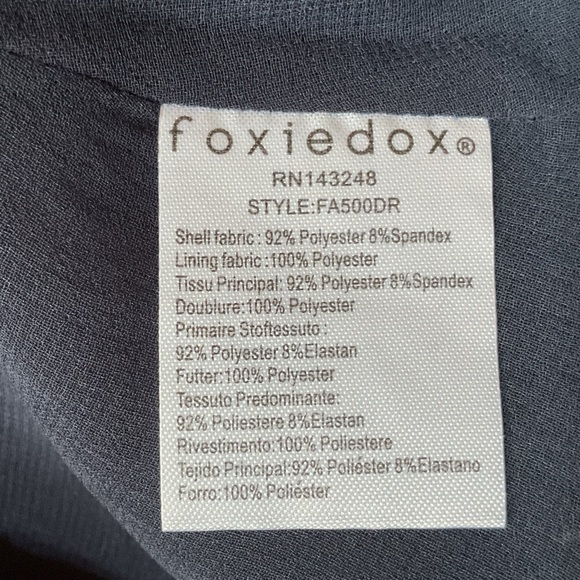 foxiedox®
RN143248
STYLE:FA500DR
Shell fabric : 92% Polyester 8%Spandex
Lining fabric :100% Polyester
Tissu Principal: 92% Polyester 8%Spandex
Doublure:100% Polyester
Primaire Stoftessuto :
92% Polyester 8%Elastan
Futter:100% Polyester
Tessuto Predominante:
92% Poliestere 8%Elastan
Rivestimento:100% Poliestere
Tejido Principal:92% Poliéster 8%Elastano
Forro:100% Poliéster